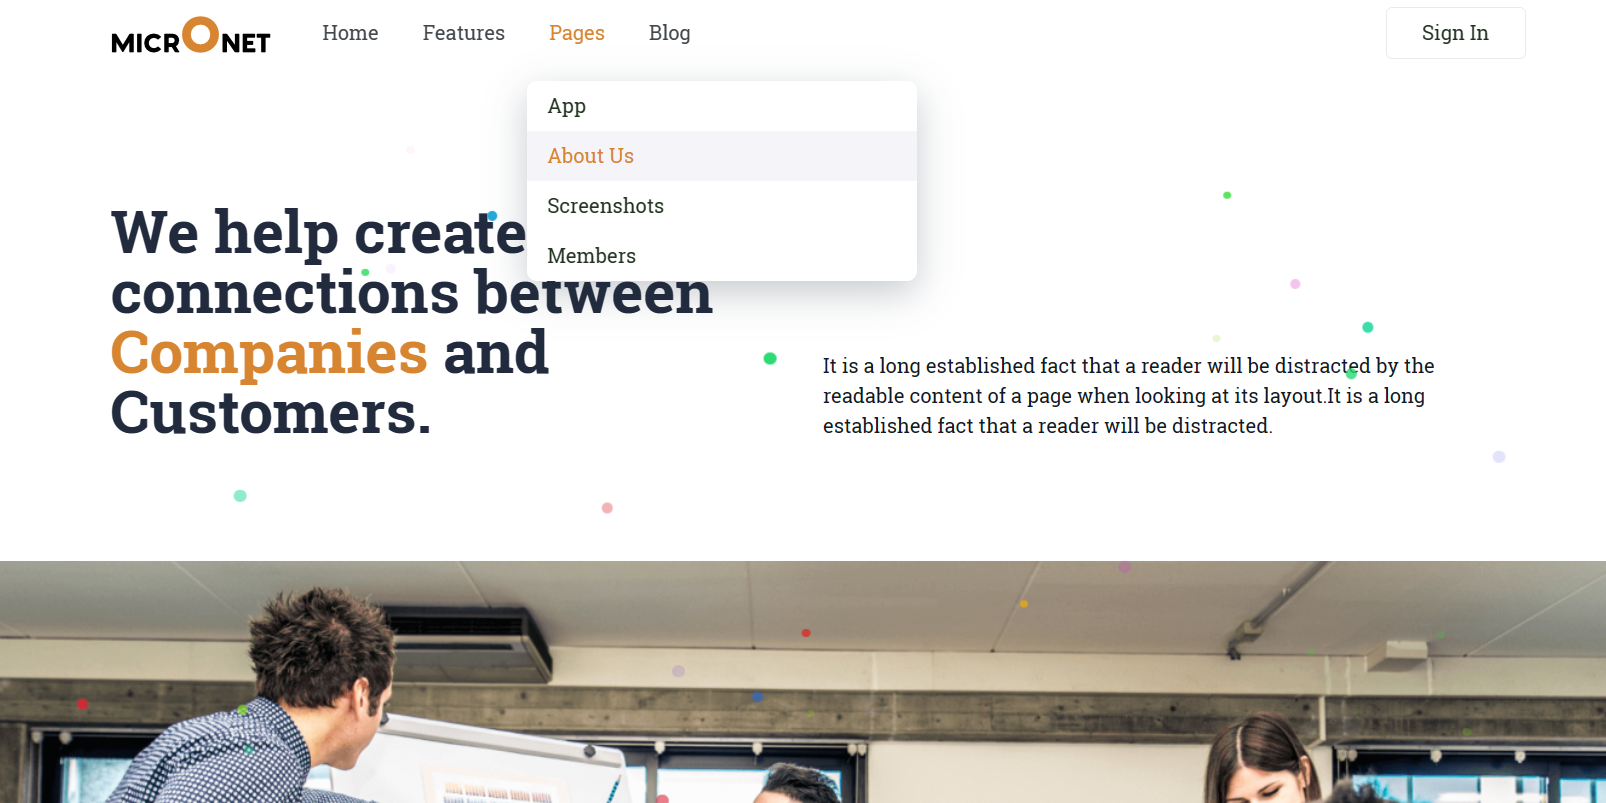 MICRONET
Home
Features
Pages
Blog
Sign In
App
About Us
Screenshots
Members
We help create
connections between
Companies and
Customers.
It is a long established fact that a reader will be distracted by the
readable content of a page when looking at its layout.It is a long
established fact that a reader will be distracted.